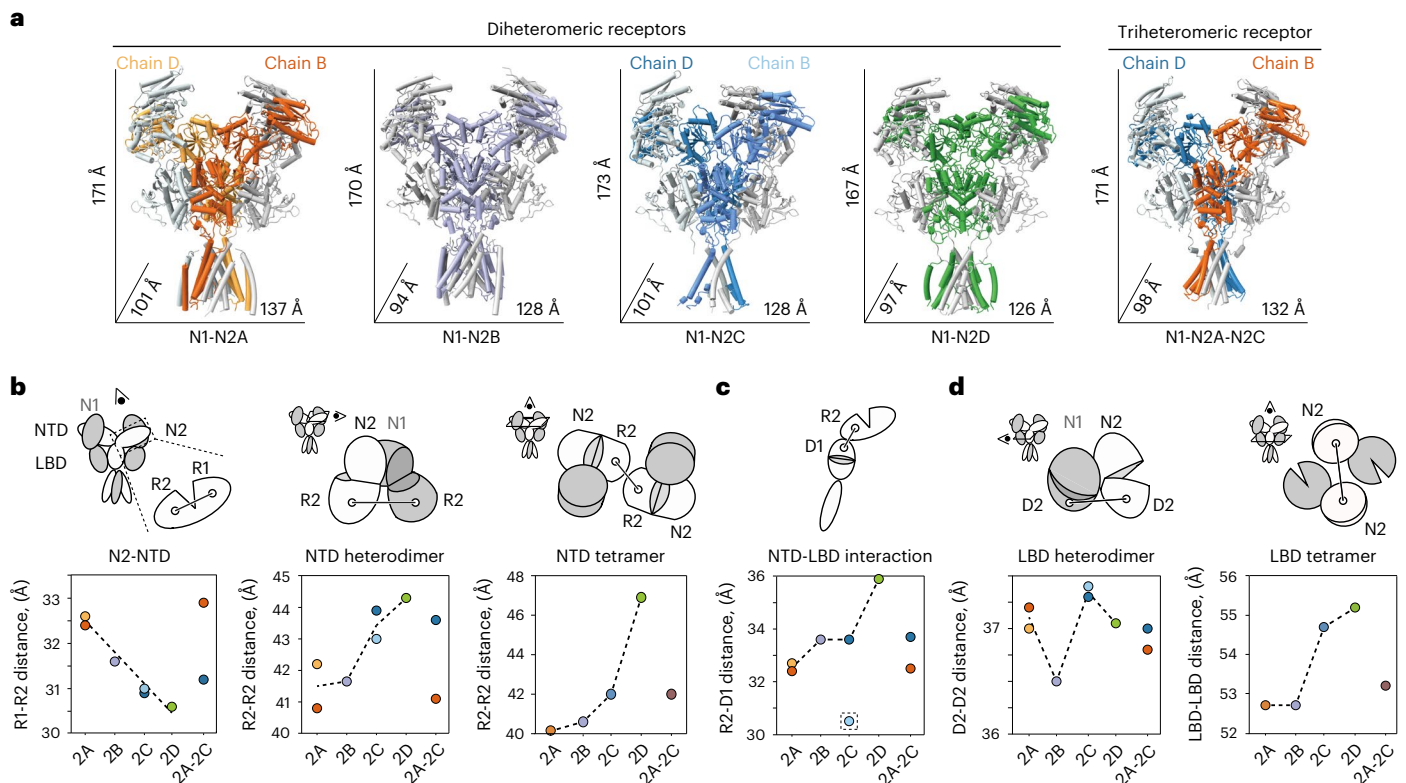 a
Diheteromeric receptors
Triheteromeric receptor
Chain D
Chain B
Chain D
Chain B
Chain D
Chain B
171 Å
101 Å
137 Å
N1-N2A
170 Å
94 Å
128 Å
N1-N2B
173 Å
101 Å
128 Å
N1-N2C
167 Å
97 Å
126 Å
N1-N2D
171 Å
98 Å
132 Å
N1-N2A-N2C
b
N1
NTD
N2
LBD
R1
R2
N2-NTD
R1-R2 distance, (Å)
33
32
31
30
2A
2B
2C
2D
2A-2C
N2
N1
R2
R2
NTD heterodimer
R2-R2 distance, (Å)
45
44
43
42
41
40
2A
2B
2C
2D
2A-2C
N2
R2
R2
N2
NTD tetramer
R2-R2 distance, (Å)
48
46
44
42
40
2A
2B
2C
2D
2A-2C
c
R2
D1
NTD-LBD interaction
R2-D1 distance, (Å)
36
34
32
30
2A
2B
2C
2D
2A-2C
d
N1
N2
D2
D2
LBD heterodimer
D2-D2 distance, (Å)
37
36
2A
2B
2C
2D
2A-2C
N2
N2
LBD tetramer
LBD-LBD distance, (Å)
56
55
54
53
52
2A
2B
2C
2D
2A-2C